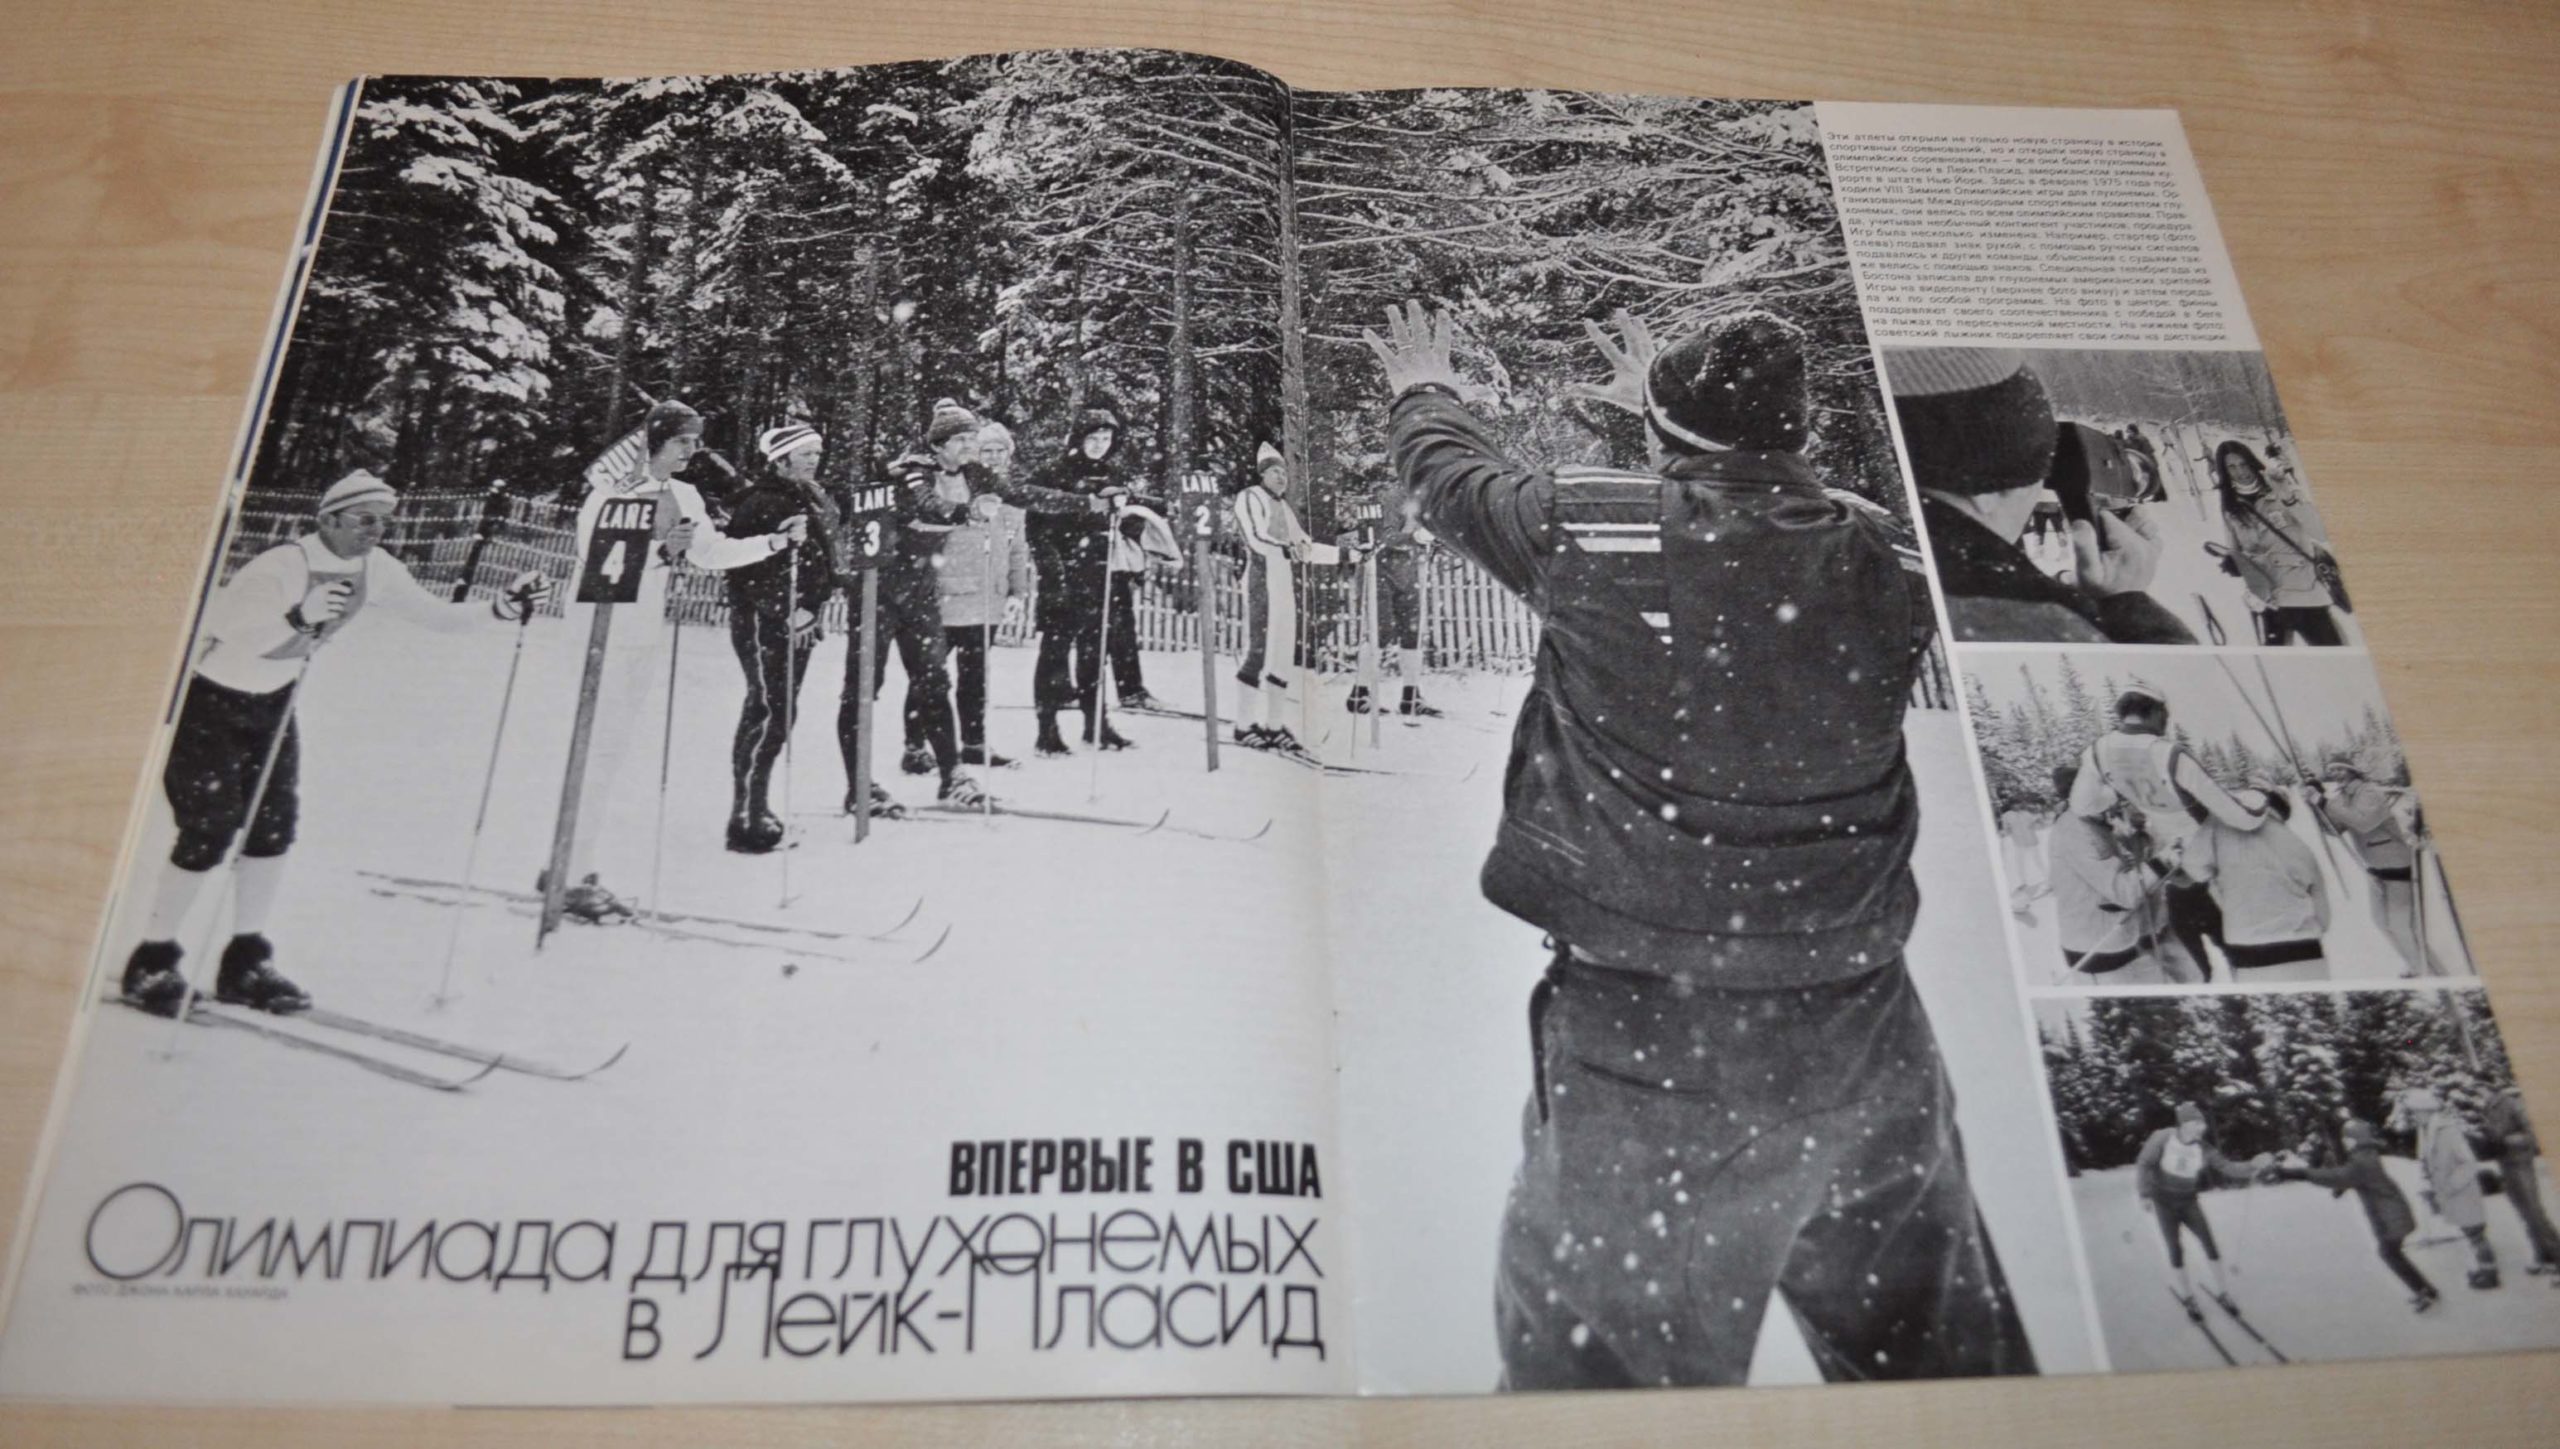 SUN
LANE
4
LANE
3
LANE
2
LANE
1
ВПЕРВЫЕ В США
Олимпиада для глухонемых
в Лейк-Пласид
ФОТО ДЖОНА
Эти атлеты открыли не только новую страницу в истории
спортивных соревнований, но и открыли новую страницу в
олимпийских соревнованиях — все они были глухонемыми.
Встретились они в Лейк-Пласид, американском зимнем ку-
рорте в штате Нью-Йорк. Здесь в феврале 1975 года про-
ходили VIII Зимние Олимпийские игры для глухонемых. Ор-
ганизованные Международным спортивным комитетом глу-
хонемых, они велись по всем олимпийским правилам. Прав-
да, учитывая необычный контингент участников, процедура
Игр была несколько изменена. Например, стартер (фото
слева) подавал знак рукой, с помощью ручных сигналов
подавались и другие команды, объяснения с судьями так-
же велись с помощью знаков. Специальная телебригада из
Бостона записала для глухонемых американских зрителей
Игры на видеоленту (верхнее фото внизу) и затем переда-
ла их по особой программе. На фото в центре: финны
поздравляют своего соотечественника с победой в беге
на лыжах по пересеченной местности. На нижнем фото:
советский лыжник подкрепляет свои силы на дистанции.